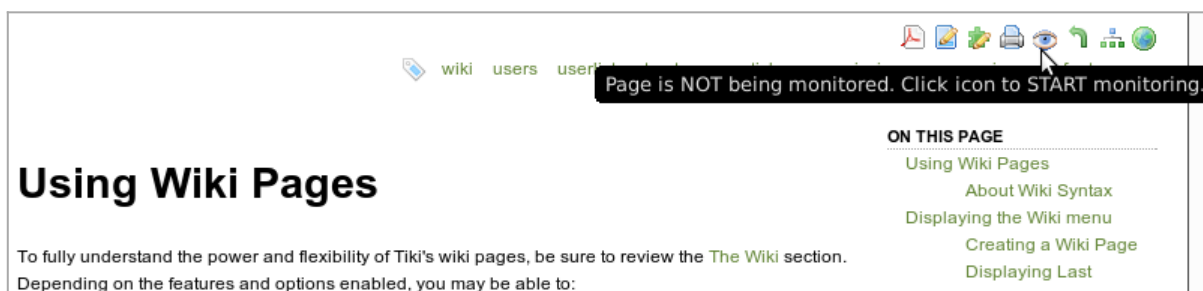 wiki users
Page is NOT being monitored. Click icon to START monitoring.
ON THIS PAGE
Using Wiki Pages
About Wiki Syntax
Displaying the Wiki menu
Creating a Wiki Page
Displaying Last
Using Wiki Pages
To fully understand the power and flexibility of Tiki's wiki pages, be sure to review the The Wiki section.
Depending on the features and options enabled, you may be able to: